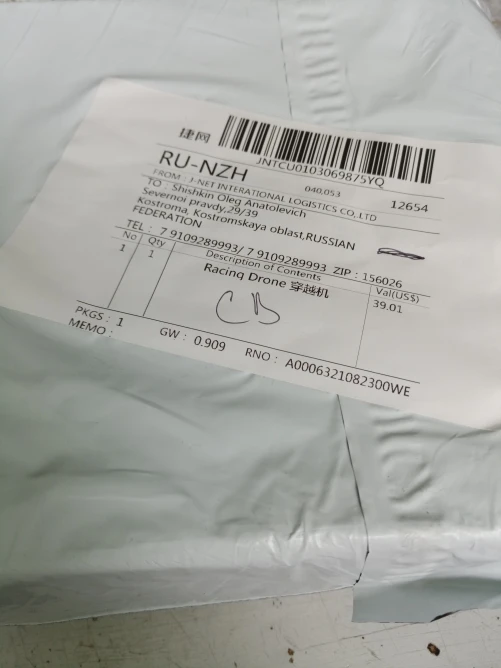 捷网
JNTCU0103069875YQ
RU-NZH
040,053
12654
FROM : J-NET INTERATIONAL LOGISTICS CO,.LTD
TO : Shishkin Oleg Anatolevich
Severnoi pravdy,29/39
Kostroma, Kostromskaya oblast,RUSSIAN
FEDERATION
TEL : 7 9109289993/ 7 9109289993 ZIP : 156026
No Qty Description of Contents Val(US$)
1 1 Racinq Drone 穿越机 39.01
PKGS : 1 GW : 0.909 RNO : A0006321082300WE
MEMO :